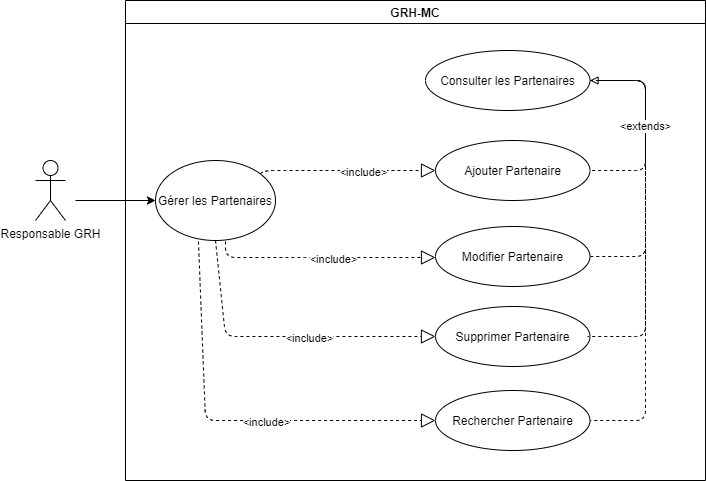 GRH-MC
Consulter les Partenaires
<extends>
<include>
Ajouter Partenaire
Gérer les Partenaires
Responsable GRH
<include>
Modifier Partenaire
<include>
Supprimer Partenaire
<include>
Rechercher Partenaire